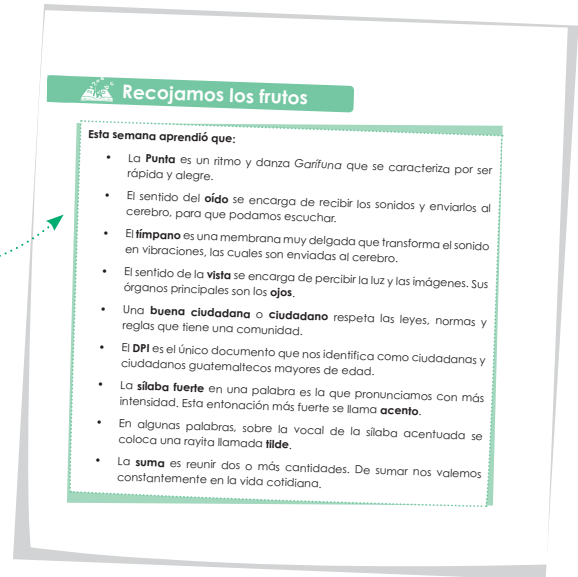 Recojamos los frutos
Esta semana aprendió que:
• La Punta es un ritmo y danza Garífuna que se caracteriza por ser
rápida y alegre.
• El sentido del oído se encarga de recibir los sonidos y enviarlos al
cerebro, para que podamos escuchar.
• El tímpano es una membrana muy delgada que transforma el sonido
en vibraciones, las cuales son enviadas al cerebro.
• El sentido de la vista se encarga de percibir la luz y las imágenes. Sus
órganos principales son los ojos.
• Una buena ciudadana o ciudadano respeta las leyes, normas y
reglas que tiene una comunidad.
• El DPI es el único documento que nos identifica como ciudadanas y
ciudadanos guatemaltecos mayores de edad.
• La sílaba fuerte en una palabra es la que pronunciamos con más
intensidad. Esta entonación más fuerte se llama acento.
• En algunas palabras, sobre la vocal de la sílaba acentuada se
coloca una rayita llamada tilde.
• La suma es reunir dos o más cantidades. De sumar nos valemos
constantemente en la vida cotidiana.